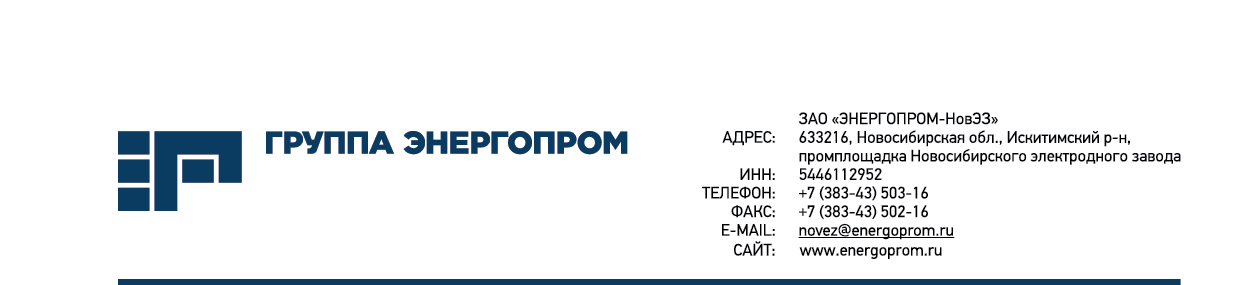 ГРУППА ЭНЕРГОПРОМ
ЗАО «ЭНЕРГОПРОМ-НовЭЗ»
АДРЕС: 633216, Новосибирская обл., Искитимский р-н,
промплощадка Новосибирского электродного завода
ИНН: 5446112952
ТЕЛЕФОН: +7 (383-43) 503-16
ФАКС: +7 (383-43) 502-16
E-MAIL: novez@energoprom.ru
САЙТ: www.energoprom.ru